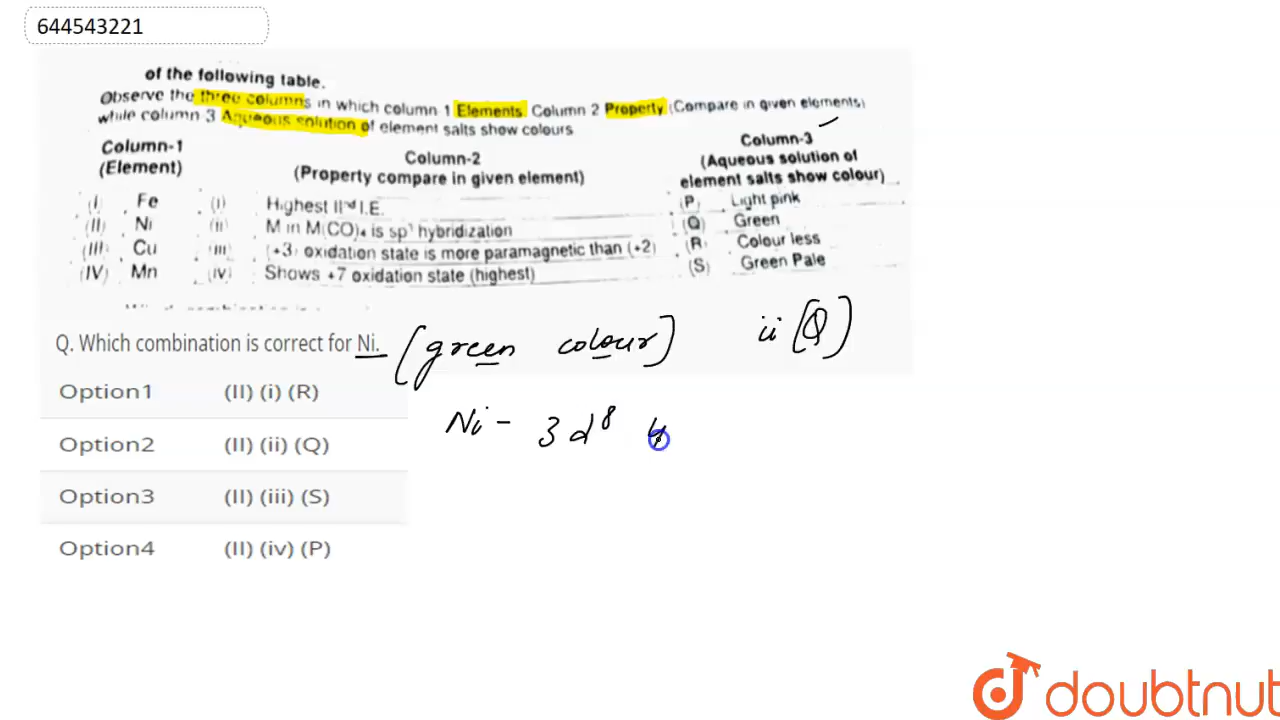 644543221
of the following table.
Observe the three columns in which column 1 Elements Column 2 Property (Compare in given elements)
while column 3 Aqueous solution of element salts show colours
Column-1 Column-2 Column-3
(Element) (Property compare in given element) (Aqueous solution of
element salts show colour)
(I) Fe (i) Highest IInd I.E. (P) Light pink
(II) Ni (ii) M in M(CO)4 is sp3 hybridization (Q) Green
(III) Cu (iii) (+3) oxidation state is more paramagnetic than (+2) (R) Colour less
(IV) Mn (iv) Shows +7 oxidation state (highest) (S) Green Pale
Q. Which combination is correct for Ni. (green colour) ii (Q)
Option1 (II) (i) (R)
Ni - 3d8 4
Option2 (II) (ii) (Q)
Option3 (II) (iii) (S)
Option4 (II) (iv) (P)
doubtnut